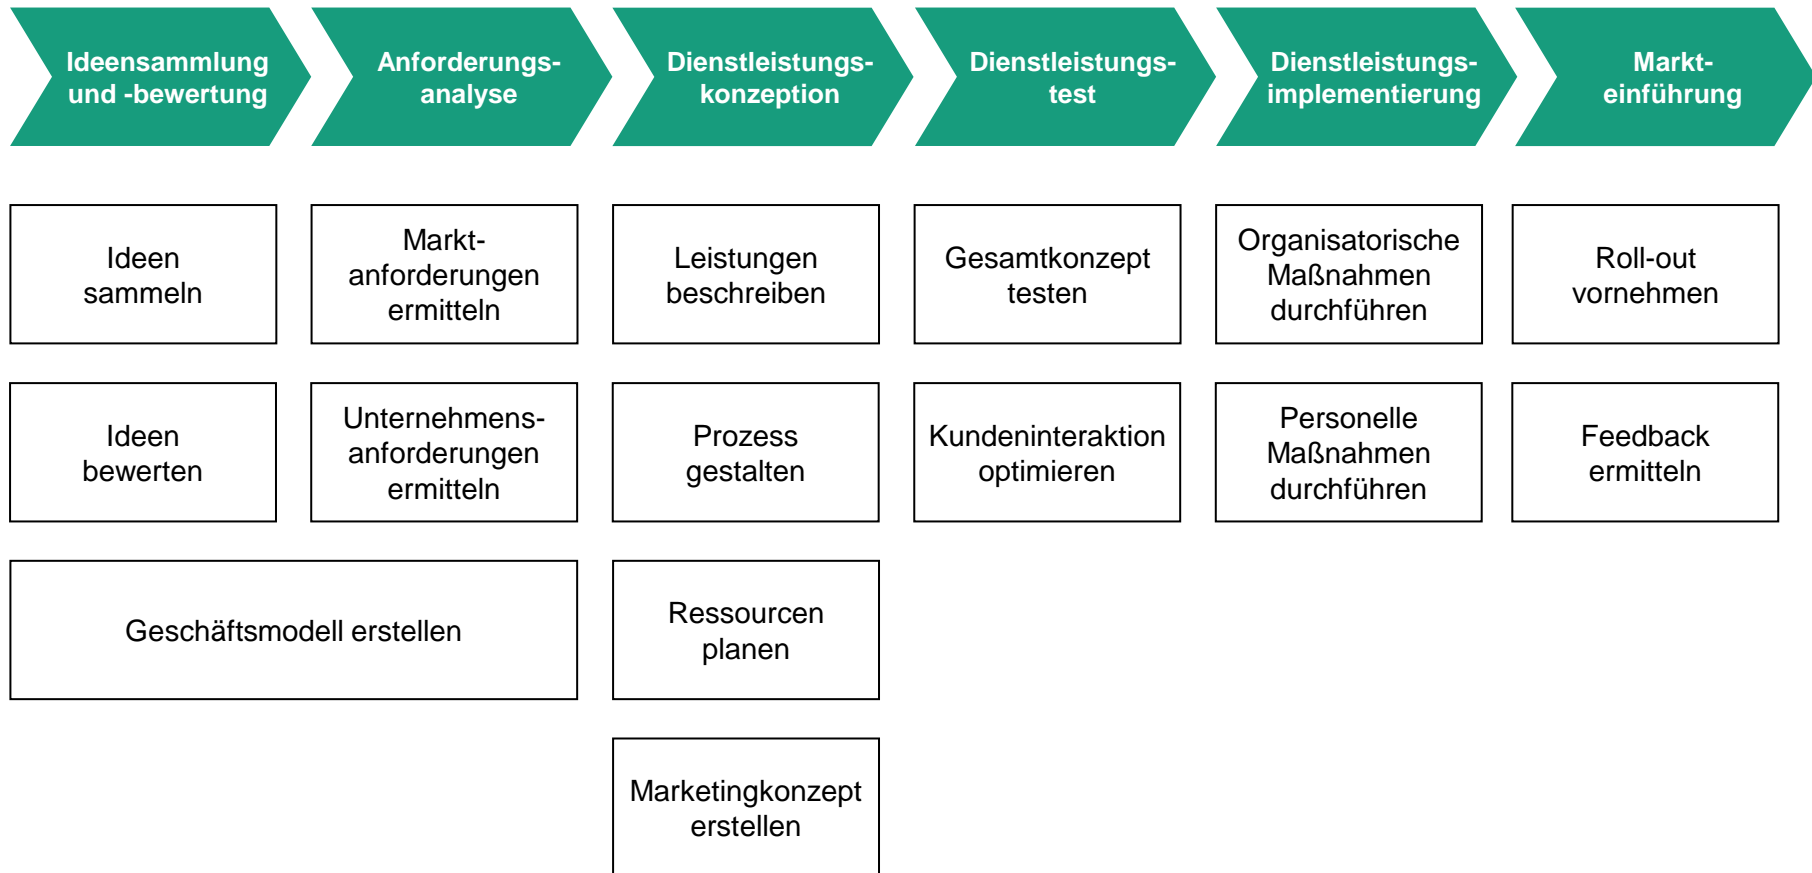 Ideensammlung
und -bewertung
Anforderungs-
analyse
Dienstleistungs-
konzeption
Dienstleistungs-
test
Dienstleistungs-
implementierung
Markt-
einführung
Ideen
sammeln
Markt-
anforderungen
ermitteln
Leistungen
beschreiben
Gesamtkonzept
testen
Organisatorische
Maßnahmen
durchführen
Roll-out
vornehmen
Ideen
bewerten
Unternehmens-
anforderungen
ermitteln
Prozess
gestalten
Kundeninteraktion
optimieren
Personelle
Maßnahmen
durchführen
Feedback
ermitteln
Geschäftsmodell erstellen
Ressourcen
planen
Marketingkonzept
erstellen